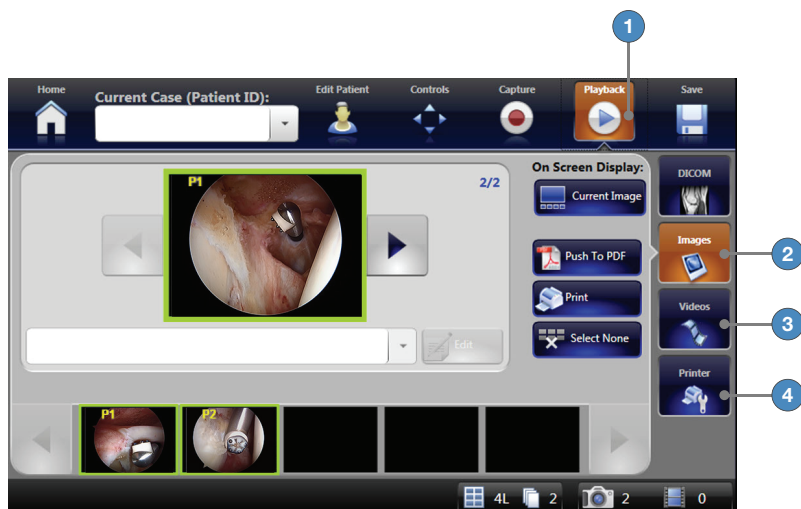 1
Home
Current Case (Patient ID):
Edit Patient
Controls
Capture
Playback
Save
P1
2/2
On Screen Display:
Current Image
Push To PDF
Print
Select None
Edit
DICOM
Images
2
Videos
3
Printer
4
P1
P2
4L
2
2
0